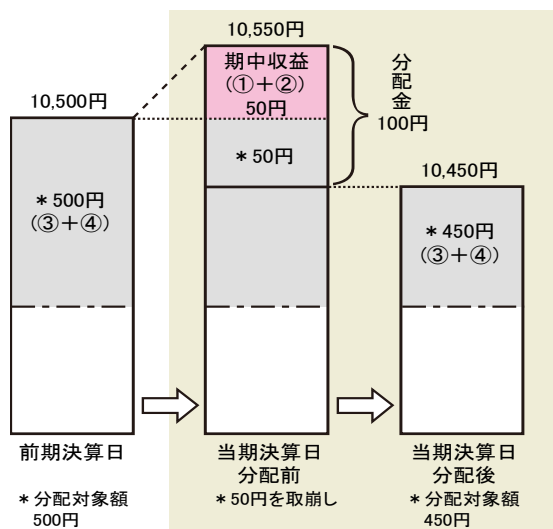 10,500円
＊500円
(③＋④)
前期決算日
＊分配対象額
500円
10,550円
期中収益
(①＋②)
50円
＊50円
分配金
100円
当期決算日
分配前
＊50円を取崩し
10,450円
＊450円
(③＋④)
当期決算日
分配後
＊分配対象額
450円